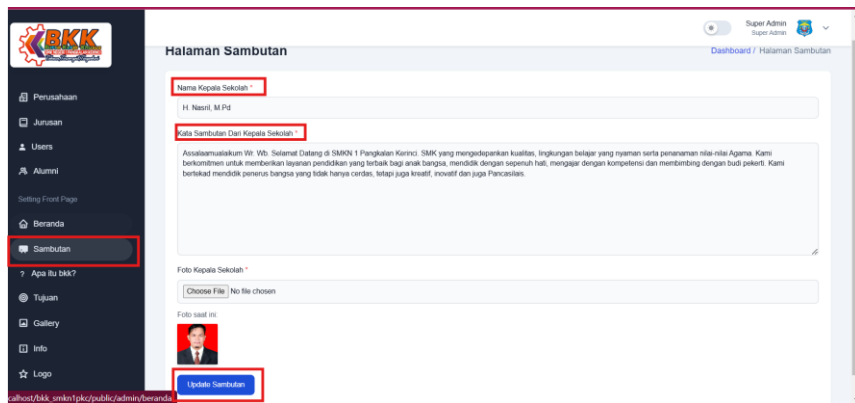 BKK
Super Admin
Super Admin
Halaman Sambutan
Dashboard / Halaman Sambutan
Perusahaan
Jurusan
Users
Alumni
Setting Front Page
Beranda
Sambutan
? Apa itu bkk?
Tujuan
Gallery
Info
Logo
Nama Kepala Sekolah *
H. Nasril, M.Pd
Kata Sambutan Dari Kepala Sekolah *
Assalaamualaikum Wr. Wb. Selamat Datang di SMKN 1 Pangkalan Kerinci. SMK yang mengedepankan kualitas, lingkungan belajar yang nyaman serta penanaman nilai-nilai Agama. Kami
berkomitmen untuk memberikan layanan pendidikan yang terbaik bagi anak bangsa, mendidik dengan sepenuh hati, mengajar dengan kompetensi dan membimbing dengan budi pekerti. Kami
bertekad mendidik penerus bangsa yang tidak hanya cerdas, tetapi juga kreatif, inovatif dan juga Pancasilais.
Foto Kepala Sekolah *
Choose File No file chosen
Foto saat ini:
Update Sambutan
calhost/bkk_smkn1pkc/public/admin/beranda